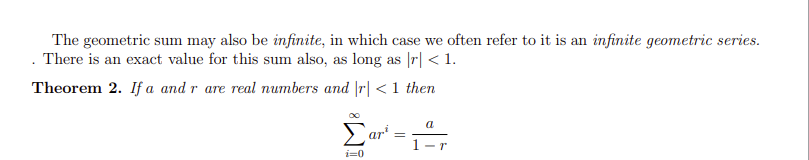 The geometric sum may also be infinite, in which case we often refer to it is an infinite geometric series.
. There is an exact value for this sum also, as long as |r| < 1.
Theorem 2. If a and r are real numbers and |r| < 1 then
∑_{i=0}^{∞} ar^i = a/(1 − r)